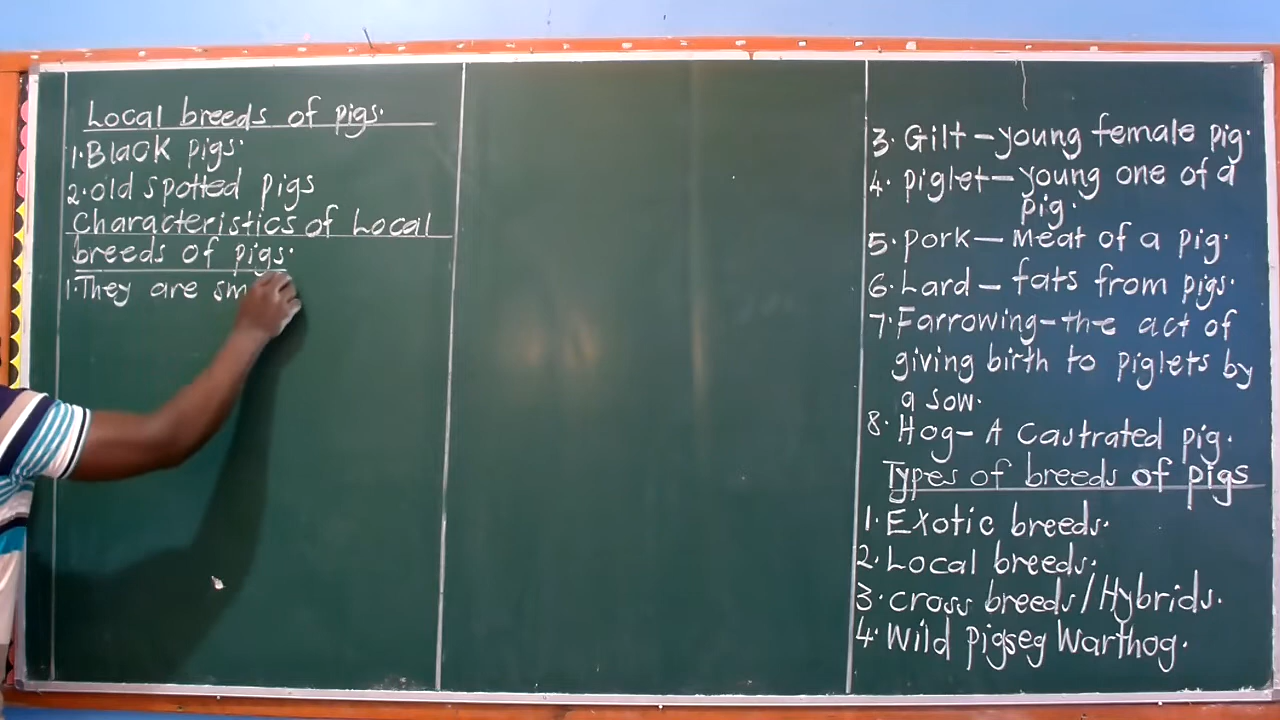 Local breeds of pigs.
1. Black pigs.
2. old spotted pigs
Characteristics of Local
breeds of pigs.
1. They are sm
3. Gilt – young female pig.
4. piglet – young one of a
pig.
5. pork – Meat of a pig.
6. Lard – fats from pigs.
7. Farrowing – the act of
giving birth to piglets by
a sow.
8. Hog – A Castrated pig.
Types of breeds of pigs
1. Exotic breeds.
2. Local breeds.
3. cross breeds/Hybrids.
4. Wild pigs eg Warthog.